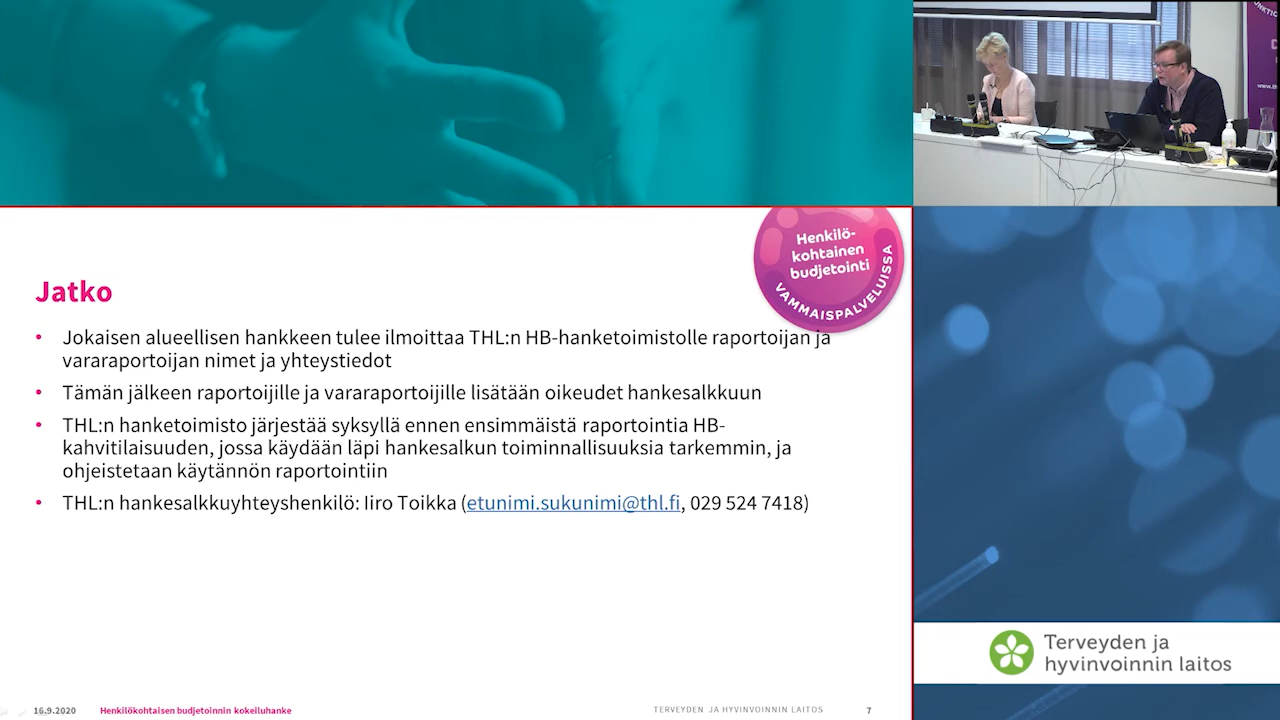 Henkilö-
kohtainen
budjetointi
VAMMAISPALVELUISSA
Jatko
• Jokaisen alueellisen hankkeen tulee ilmoittaa THL:n HB-hanketoimistolle raportoijan ja
vararaportoijan nimet ja yhteystiedot
• Tämän jälkeen raportoijille ja vararaportoijille lisätään oikeudet hankesalkkuun
• THL:n hanketoimisto järjestää syksyllä ennen ensimmäistä raportointia HB-
kahvitilaisuuden, jossa käydään läpi hankesalkun toiminnallisuuksia tarkemmin, ja
ohjeistetaan käytännön raportointiin
• THL:n hankesalkkuyhteyshenkilö: Iiro Toikka (etunimi.sukunimi@thl.fi, 029 524 7418)
Terveyden ja
hyvinvoinnin laitos
16.9.2020 Henkilökohtaisen budjetoinnin kokeiluhanke TERVEYDEN JA HYVINVOINNIN LAITOS 7